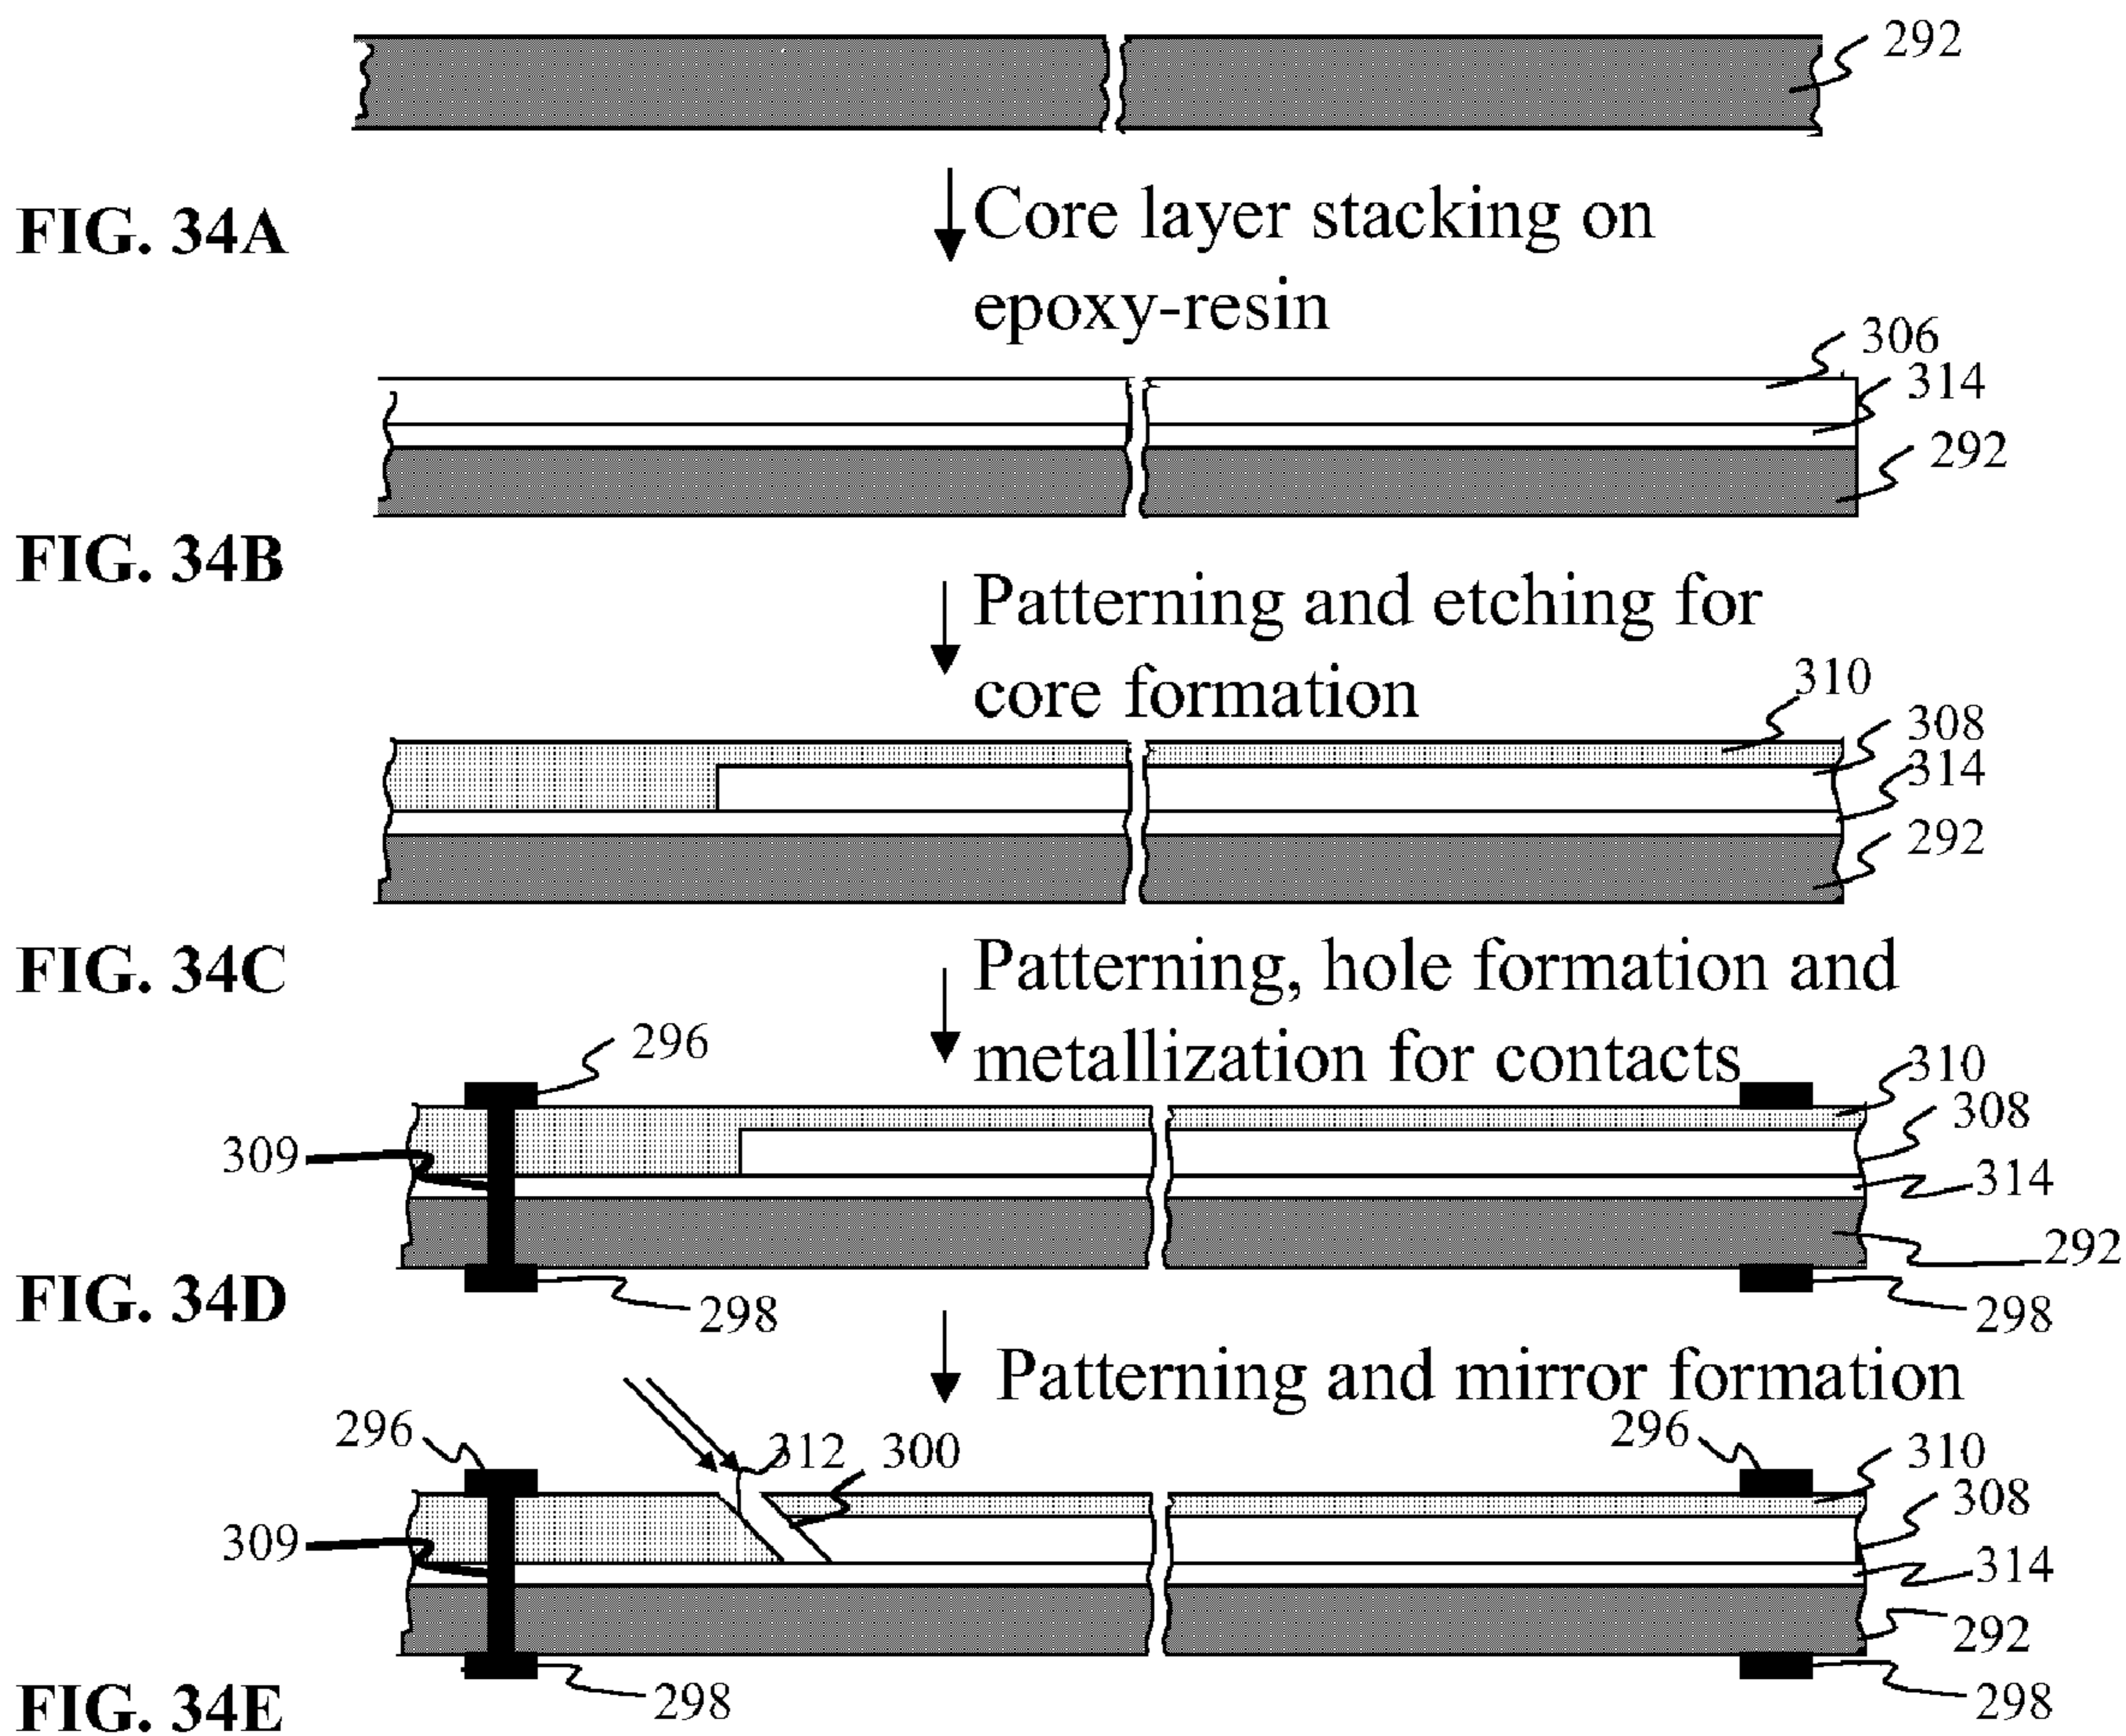 292
FIG. 34A
Core layer stacking on
epoxy-resin
306
314
292
FIG. 34B
Patterning and etching for
core formation
310
308
314
292
FIG. 34C
Patterning, hole formation and
metallization for contacts
296
310
308
309
314
292
FIG. 34D
298
298
Patterning and mirror formation
296
312
300
296
310
308
309
314
292
FIG. 34E
298
298